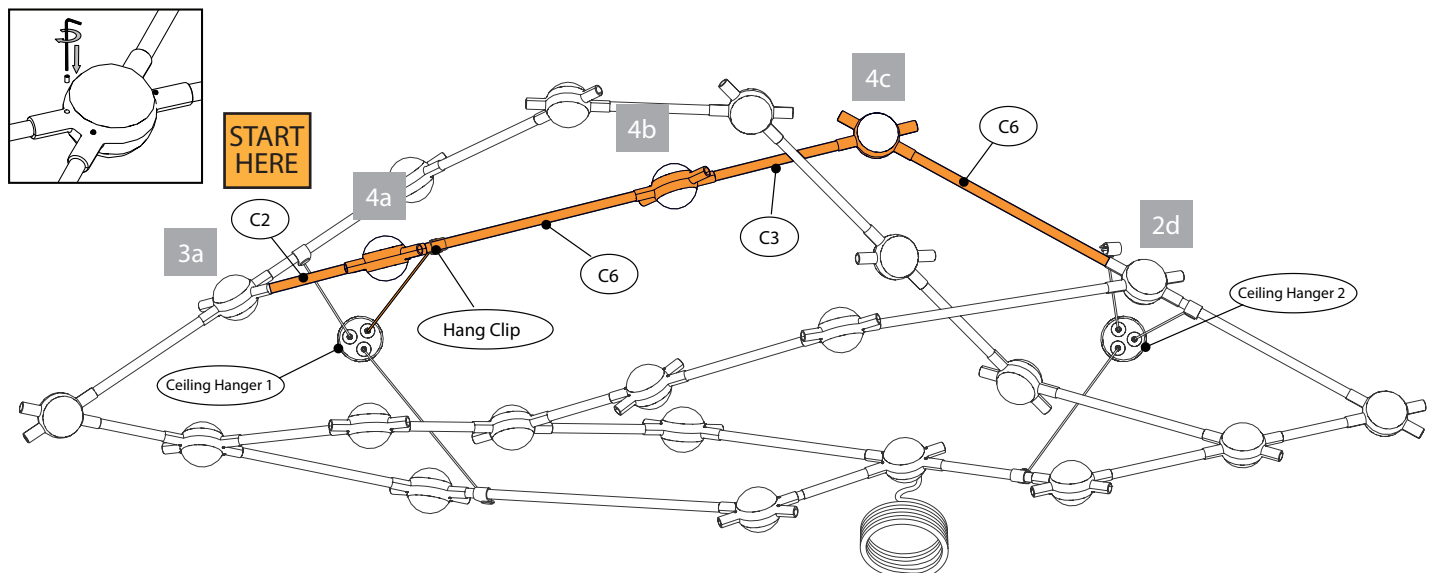 4c
4b
C6
START
HERE
4a
C2
3a
C3
2d
C6
Hang Clip
Ceiling Hanger 2
Ceiling Hanger 1